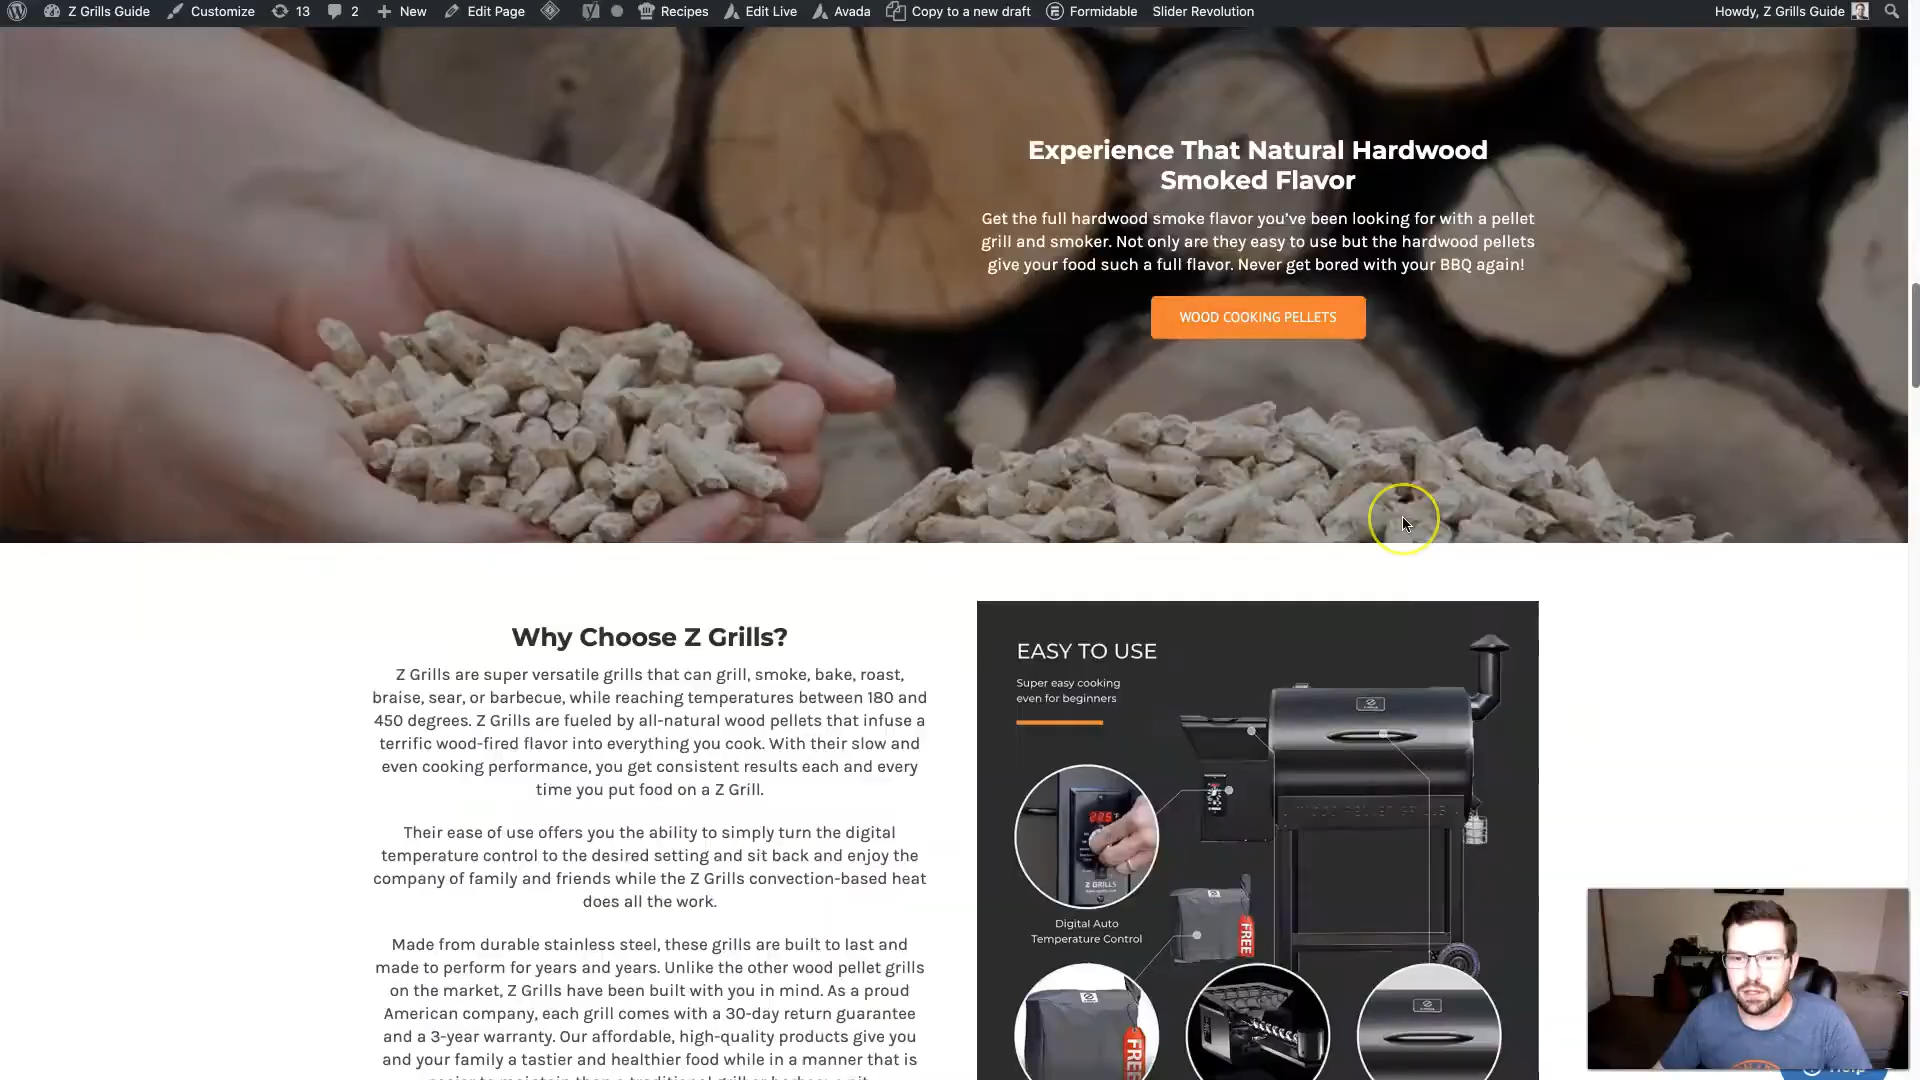 Z Grills Guide Customize 13 2 New Edit Page Recipes Edit Live Avada Copy to a new draft Formidable Slider Revolution Howdy, Z Grills Guide
Experience That Natural Hardwood
Smoked Flavor
Get the full hardwood smoke flavor you’ve been looking for with a pellet
grill and smoker. Not only are they easy to use but the hardwood pellets
give your food such a full flavor. Never get bored with your BBQ again!
WOOD COOKING PELLETS
Why Choose Z Grills?
Z Grills are super versatile grills that can grill, smoke, bake, roast,
braise, sear, or barbecue, while reaching temperatures between 180 and
450 degrees. Z Grills are fueled by all-natural wood pellets that infuse a
terrific wood-fired flavor into everything you cook. With their slow and
even cooking performance, you get consistent results each and every
time you put food on a Z Grill.
Their ease of use offers you the ability to simply turn the digital
temperature control to the desired setting and sit back and enjoy the
company of family and friends while the Z Grills convection-based heat
does all the work.
Made from durable stainless steel, these grills are built to last and
made to perform for years and years. Unlike the other wood pellet grills
on the market, Z Grills have been built with you in mind. As a proud
American company, each grill comes with a 30-day return guarantee
and a 3-year warranty. Our affordable, high-quality products give you
and your family a tastier and healthier food while in a manner that is
EASY TO USE
Super easy cooking
even for beginners
225
Z GRILLS
Digital Auto
Temperature Control
FREE
FREE
Help